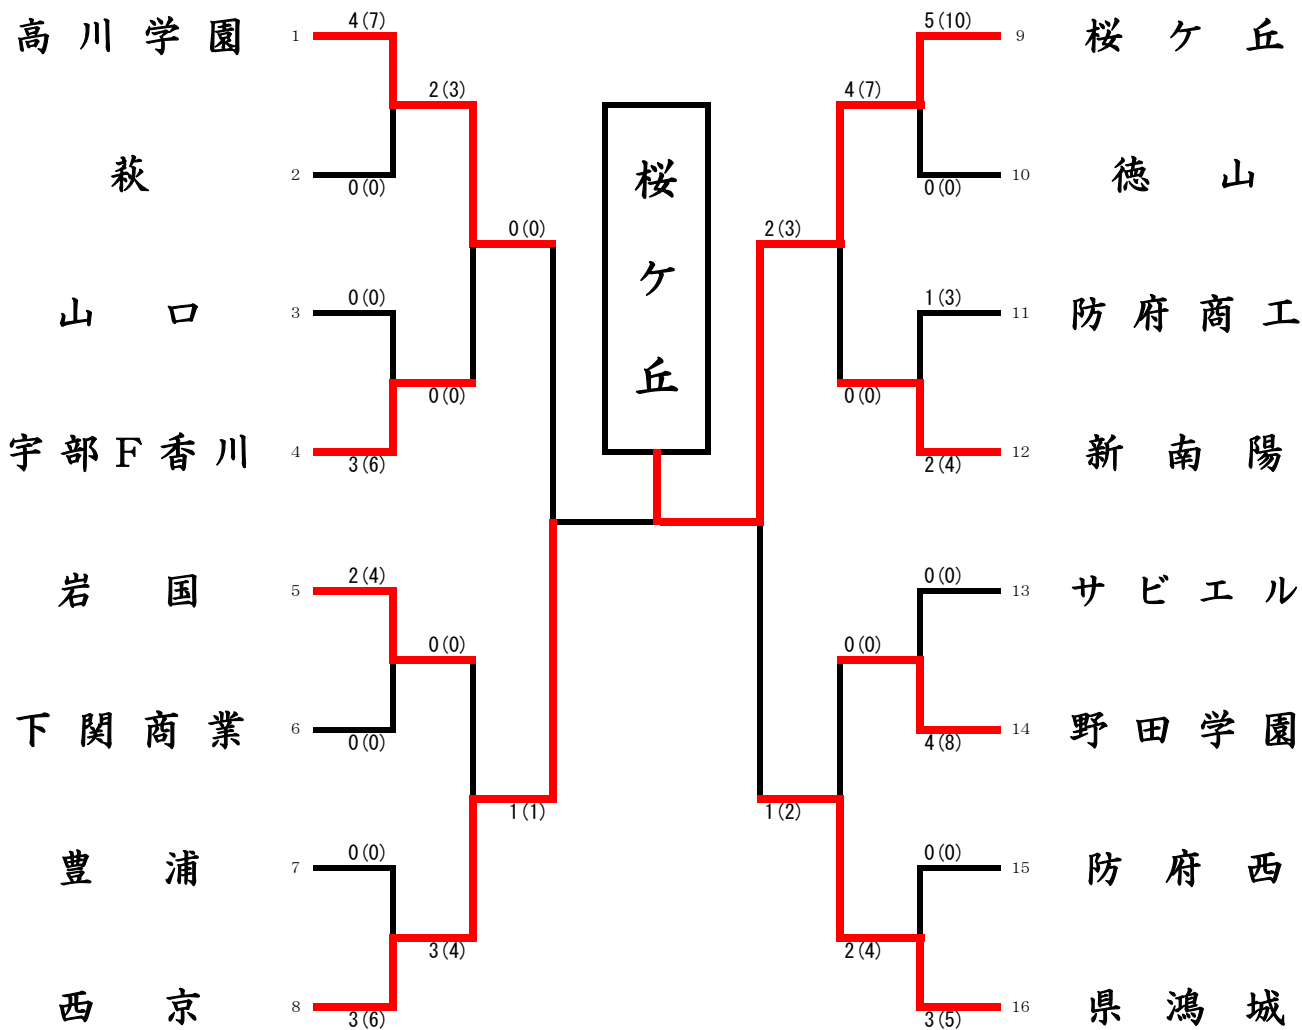 4(7)
5(10)
高川学園 1
9 桜ケ丘
2(3)
4(7)
萩 2
0(0)
桜ケ丘
0(0)
10 徳山
0(0)
2(3)
山口 3
0(0)
1(3)
11 防府商工
0(0)
0(0)
宇部F香川 4
3(6)
2(4)
12 新南陽
岩国 5
2(4)
0(0)
13 サビエル
0(0)
0(0)
下関商業 6
0(0)
4(8)
14 野田学園
1(1)
1(2)
豊浦 7
0(0)
0(0)
15 防府西
3(4)
2(4)
西京 8
3(6)
3(5)
16 県鴻城